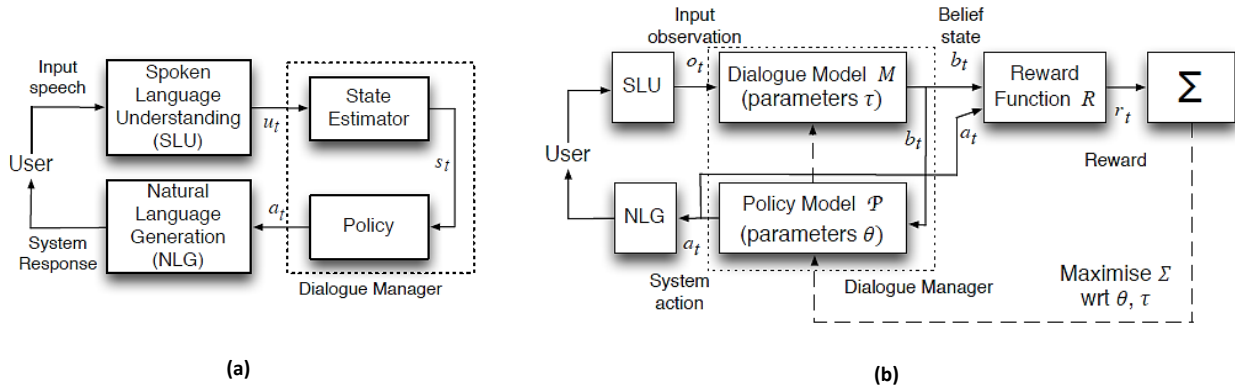 Input
speech
Spoken
Language
Understanding
(SLU)
u_t
State
Estimator
s_t
User
Natural
Language
Generation
(NLG)
a_t
Policy
System
Response
Dialogue Manager
(a)
Input
observation
o_t
SLU
Dialogue Model M
(parameters τ)
Belief
state
b_t
Reward
Function R
r_t
Σ
a_t
b_t
Reward
User
NLG
a_t
Policy Model P
(parameters θ)
System
action
Dialogue Manager
Maximise Σ
wrt θ, τ
(b)